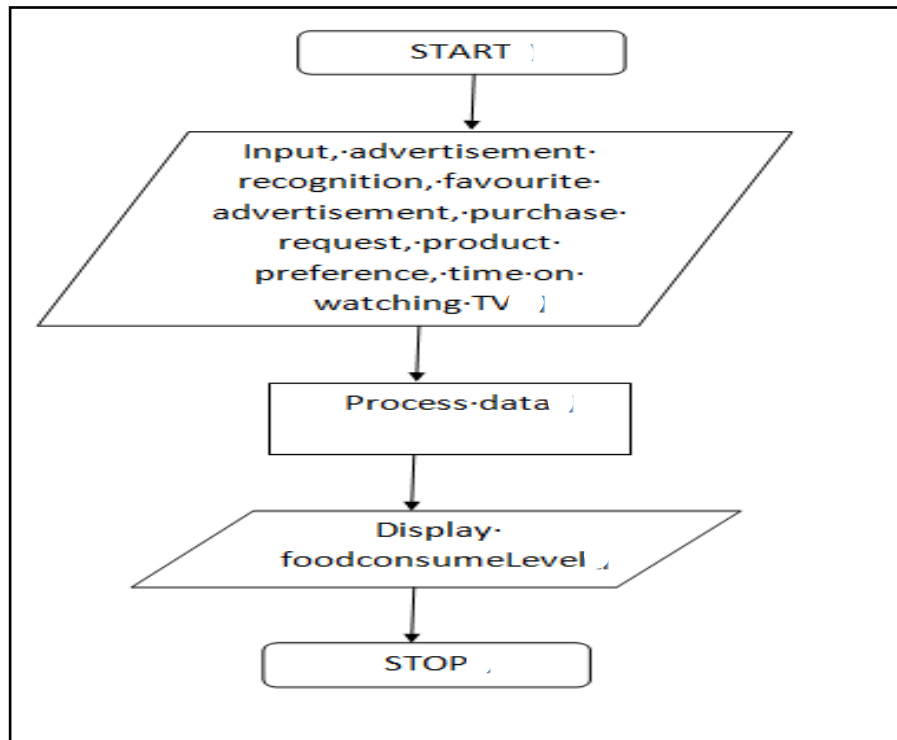 START
Input,·advertisement·
recognition,·favourite·
advertisement,·purchase·
request,·product·
preference,·time·on·
watching·TV
Process·data
Display·
foodconsumeLevel
STOP